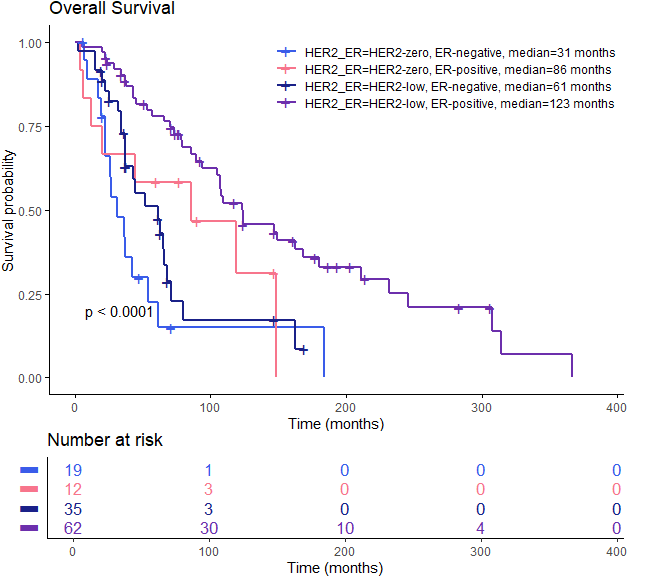 Overall Survival
Survival probability
1.00
0.75
0.50
0.25
0.00
HER2_ER=HER2-zero, ER-negative, median=31 months
HER2_ER=HER2-zero, ER-positive, median=86 months
HER2_ER=HER2-low, ER-negative, median=61 months
HER2_ER=HER2-low, ER-positive, median=123 months
p < 0.0001
0 100 200 300 400
Time (months)
Number at risk
19 1 0 0 0
12 3 0 0 0
35 3 0 0 0
62 30 10 4 0
0 100 200 300 400
Time (months)